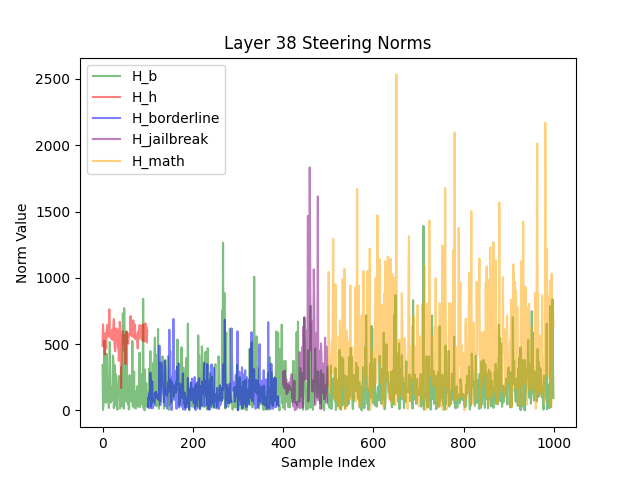 Layer 38 Steering Norms
H_b
H_h
H_borderline
H_jailbreak
H_math
2500
2000
1500
1000
500
0
Norm Value
0 200 400 600 800 1000
Sample Index